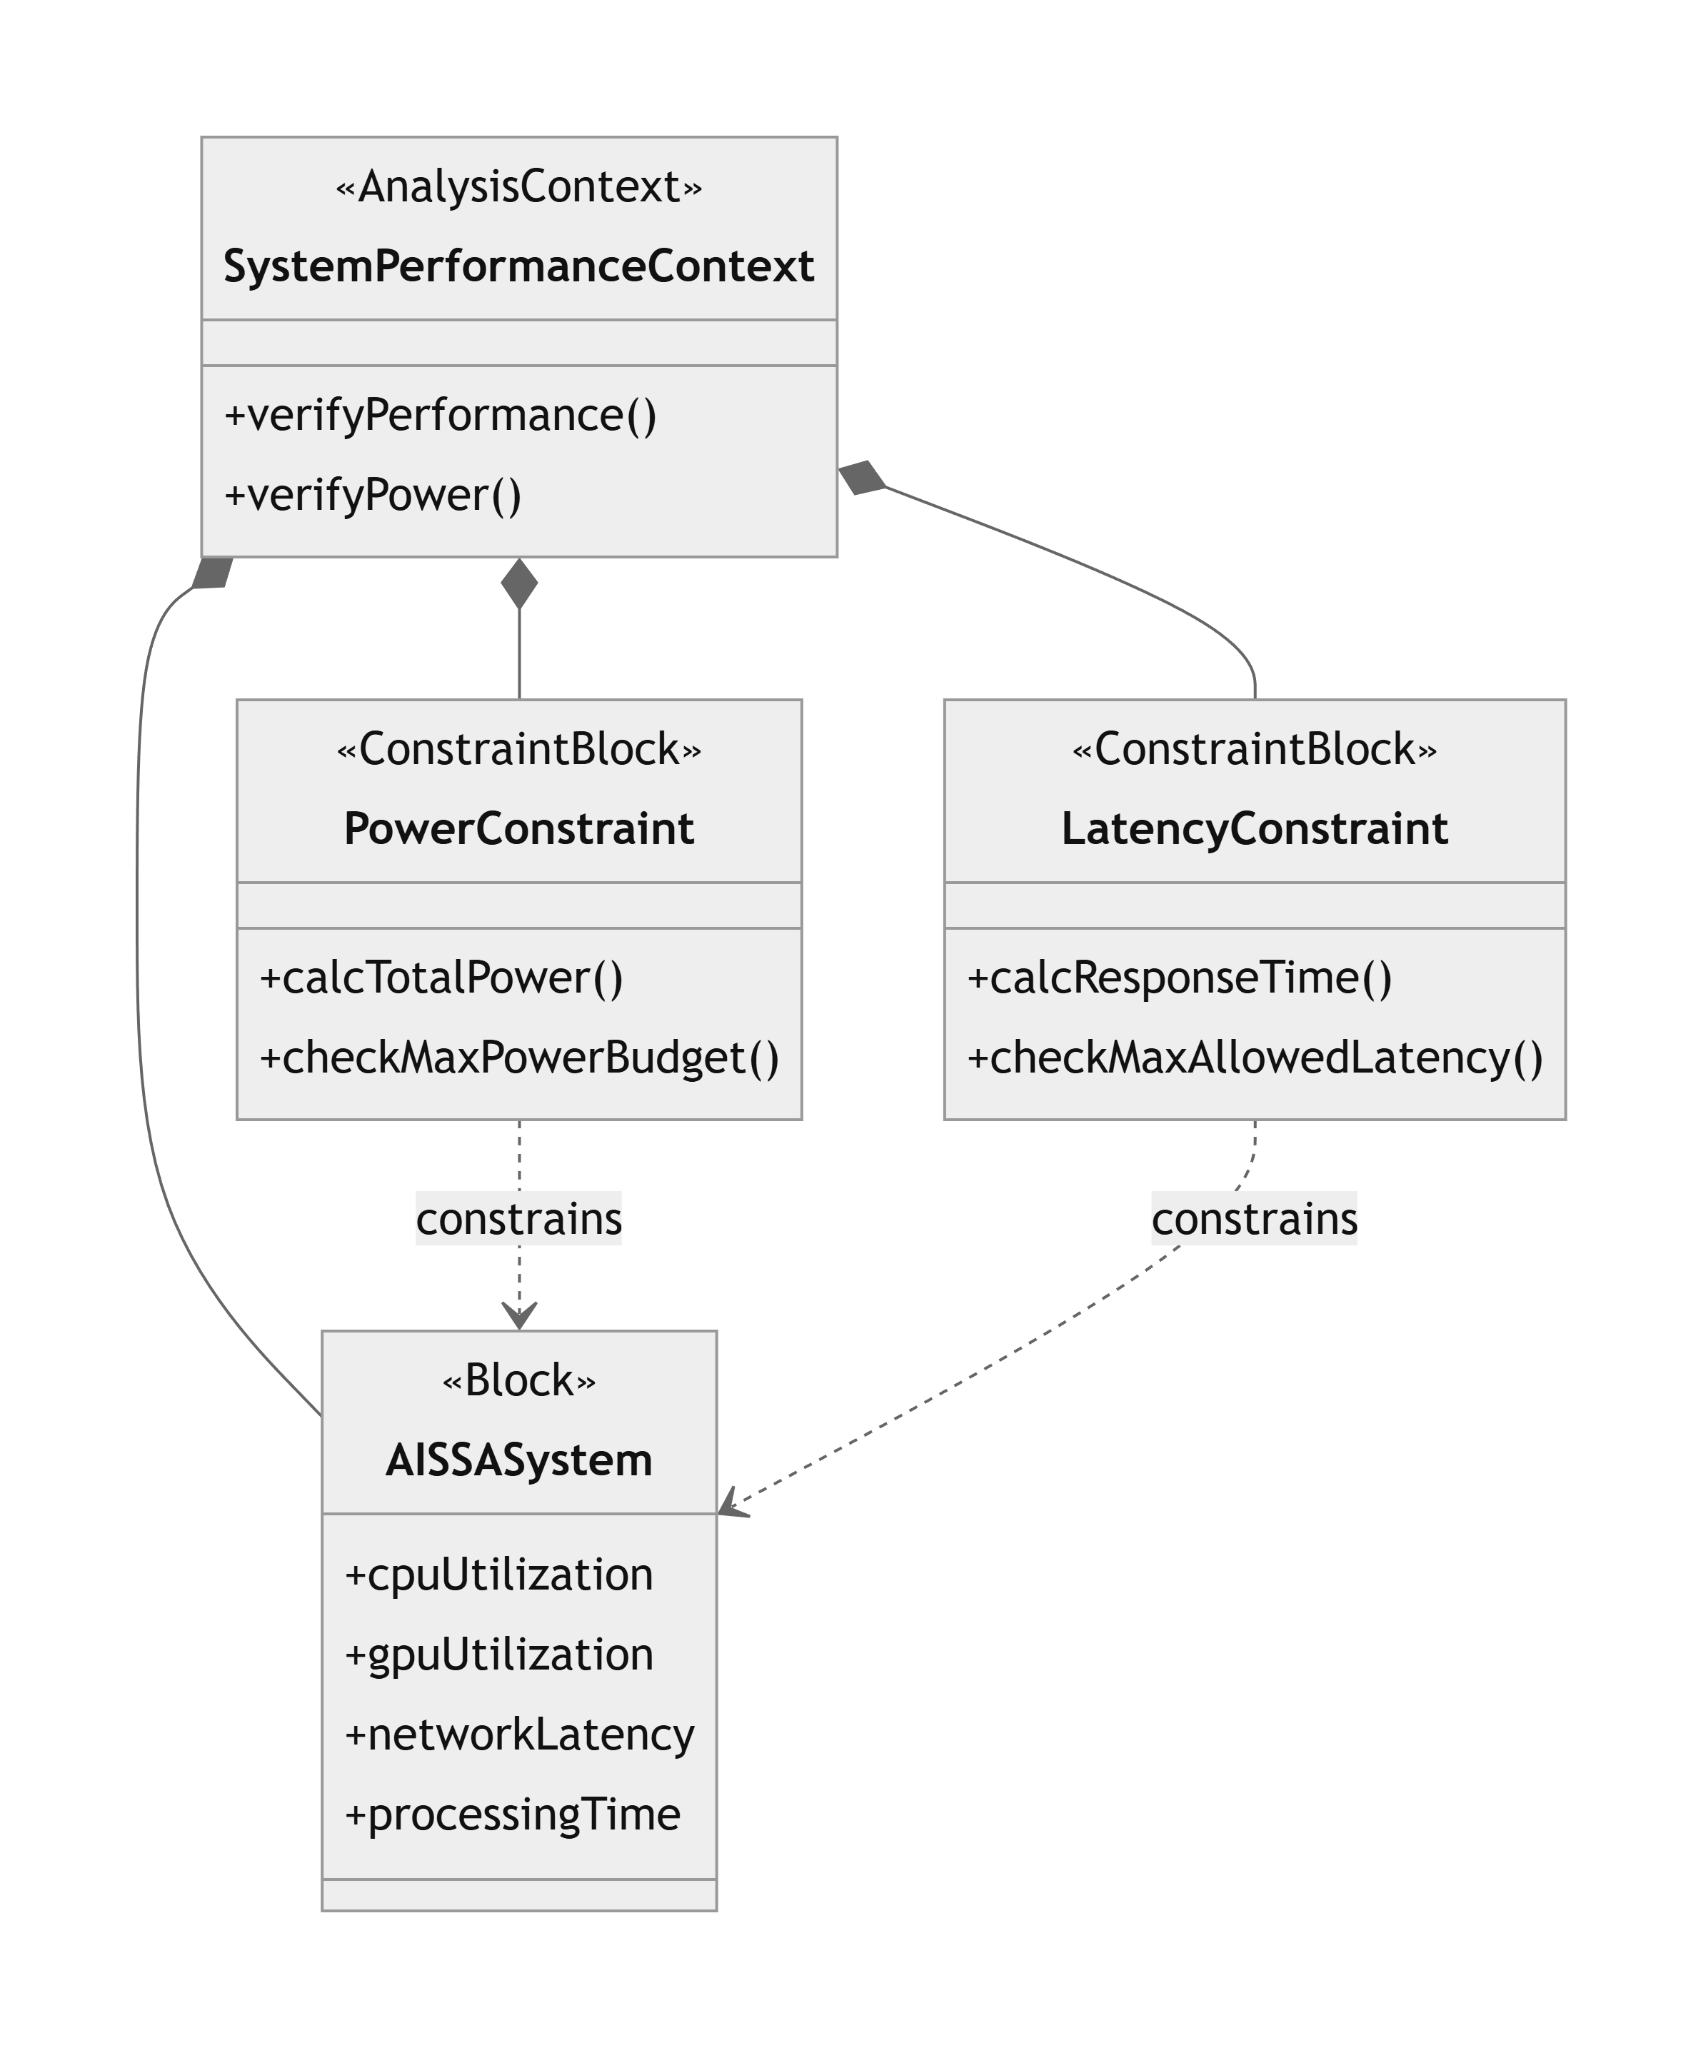 «AnalysisContext»
SystemPerformanceContext
+verifyPerformance()
+verifyPower()
«ConstraintBlock»
PowerConstraint
+calcTotalPower()
+checkMaxPowerBudget()
«ConstraintBlock»
LatencyConstraint
+calcResponseTime()
+checkMaxAllowedLatency()
constrains
constrains
«Block»
AISSASystem
+cpuUtilization
+gpuUtilization
+networkLatency
+processingTime